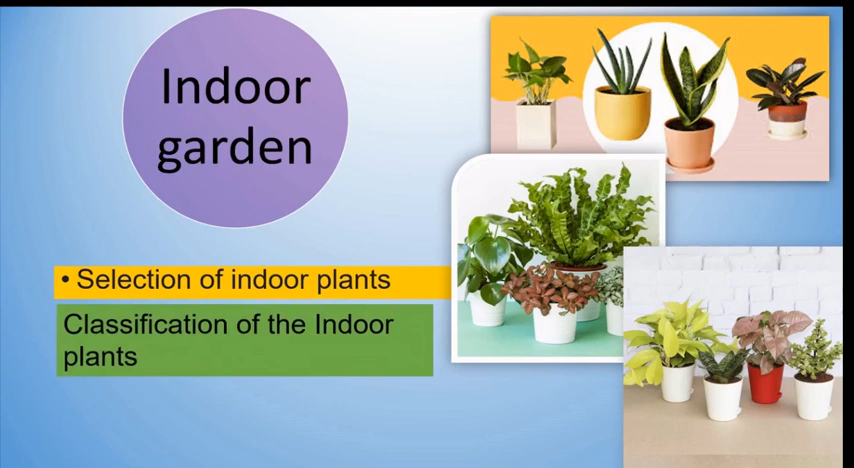 Indoor
garden
• Selection of indoor plants
Classification of the Indoor
plants